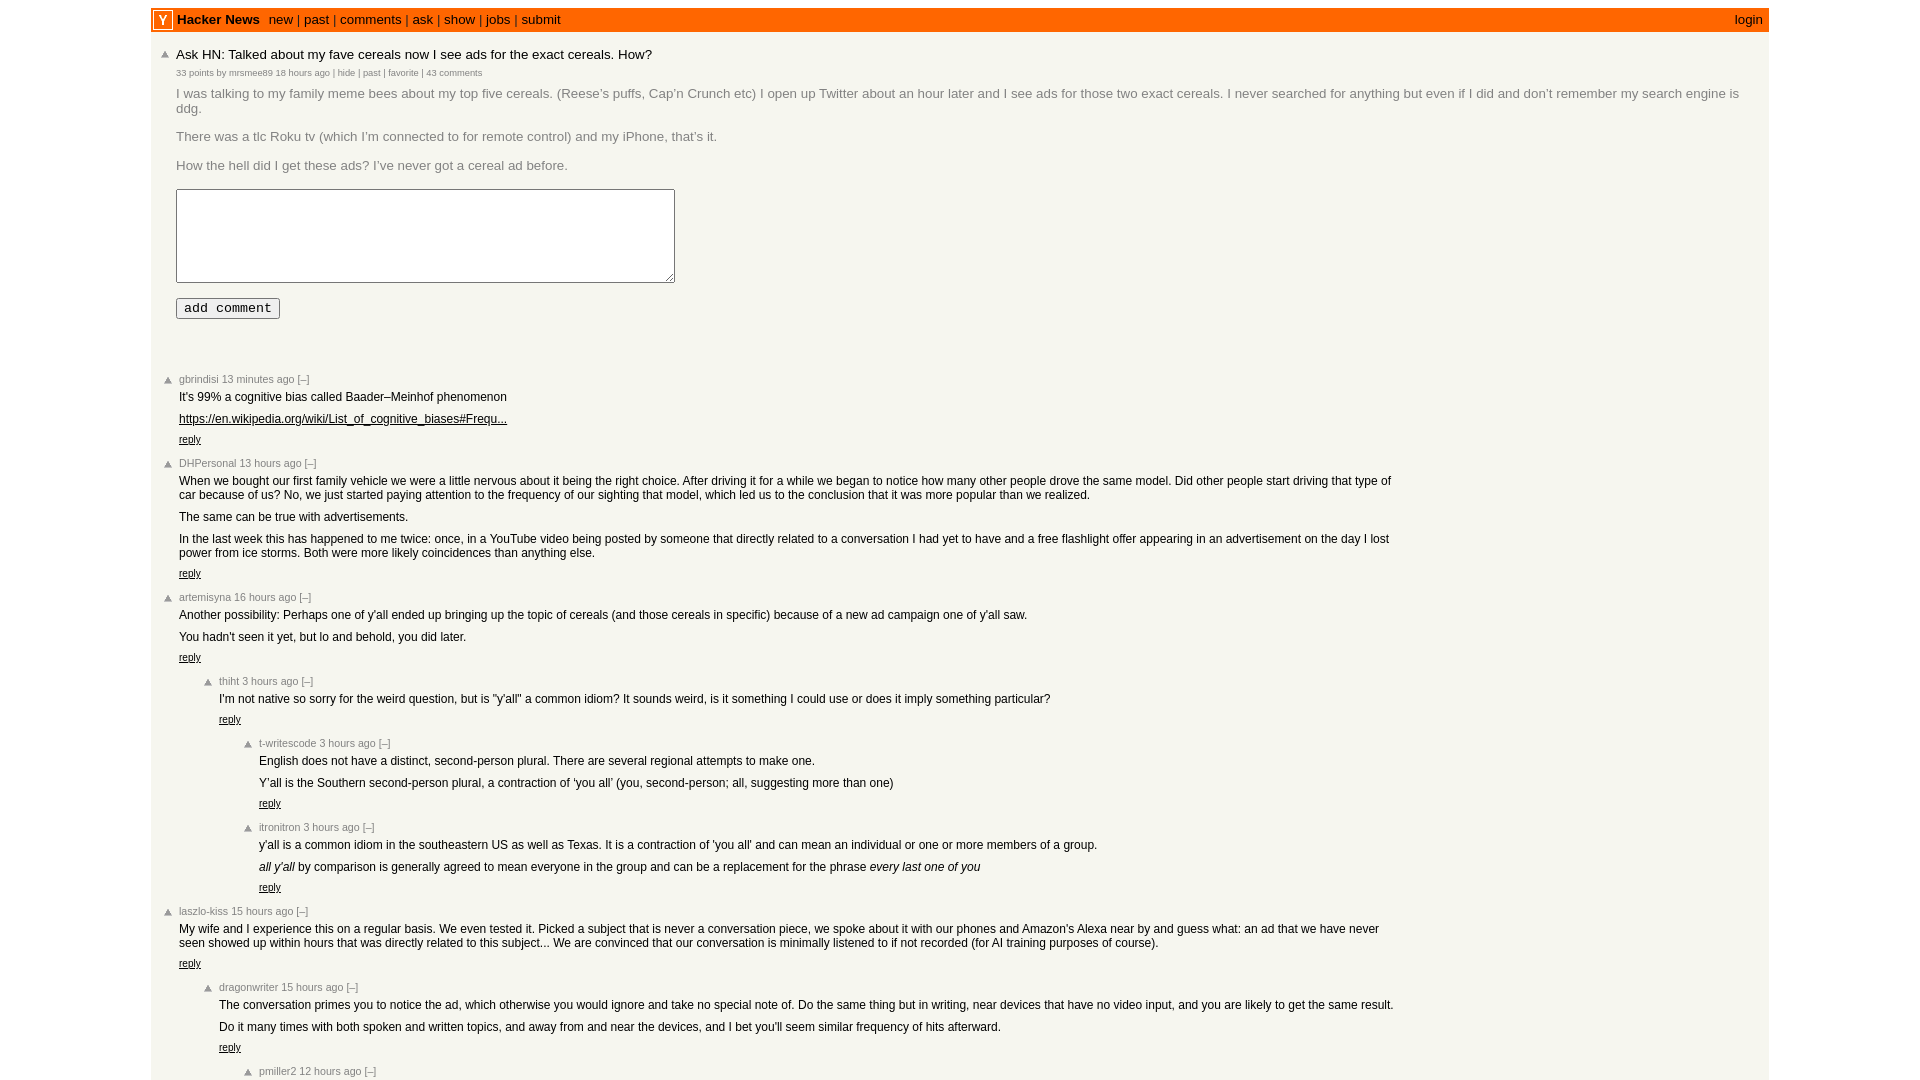 Y Hacker News new | past | comments | ask | show | jobs | submit login
Ask HN: Talked about my fave cereals now I see ads for the exact cereals. How?
33 points by mrsmee89 18 hours ago | hide | past | favorite | 43 comments
I was talking to my family meme bees about my top five cereals. (Reese’s puffs, Cap’n Crunch etc) I open up Twitter about an hour later and I see ads for those two exact cereals. I never searched for anything but even if I did and don’t remember my search engine is
ddg.
There was a tlc Roku tv (which I’m connected to for remote control) and my iPhone, that’s it.
How the hell did I get these ads? I’ve never got a cereal ad before.
add comment
gbrindisi 13 minutes ago [–]
It's 99% a cognitive bias called Baader–Meinhof phenomenon
https://en.wikipedia.org/wiki/List_of_cognitive_biases#Frequ...
reply
DHPersonal 13 hours ago [–]
When we bought our first family vehicle we were a little nervous about it being the right choice. After driving it for a while we began to notice how many other people drove the same model. Did other people start driving that type of
car because of us? No, we just started paying attention to the frequency of our sighting that model, which led us to the conclusion that it was more popular than we realized.
The same can be true with advertisements.
In the last week this has happened to me twice: once, in a YouTube video being posted by someone that directly related to a conversation I had yet to have and a free flashlight offer appearing in an advertisement on the day I lost
power from ice storms. Both were more likely coincidences than anything else.
reply
artemisyna 16 hours ago [–]
Another possibility: Perhaps one of y'all ended up bringing up the topic of cereals (and those cereals in specific) because of a new ad campaign one of y'all saw.
You hadn't seen it yet, but lo and behold, you did later.
reply
thiht 3 hours ago [–]
I'm not native so sorry for the weird question, but is "y'all" a common idiom? It sounds weird, is it something I could use or does it imply something particular?
reply
t-writescode 3 hours ago [–]
English does not have a distinct, second-person plural. There are several regional attempts to make one.
Y’all is the Southern second-person plural, a contraction of ‘you all’ (you, second-person; all, suggesting more than one)
reply
itronitron 3 hours ago [–]
y'all is a common idiom in the southeastern US as well as Texas. It is a contraction of 'you all' and can mean an individual or one or more members of a group.
all y'all by comparison is generally agreed to mean everyone in the group and can be a replacement for the phrase every last one of you
reply
laszlo-kiss 15 hours ago [–]
My wife and I experience this on a regular basis. We even tested it. Picked a subject that is never a conversation piece, we spoke about it with our phones and Amazon's Alexa near by and guess what: an ad that we have never
seen showed up within hours that was directly related to this subject... We are convinced that our conversation is minimally listened to if not recorded (for AI training purposes of course).
reply
dragonwriter 15 hours ago [–]
The conversation primes you to notice the ad, which otherwise you would ignore and take no special note of. Do the same thing but in writing, near devices that have no video input, and you are likely to get the same result.
Do it many times with both spoken and written topics, and away from and near the devices, and I bet you'll seem similar frequency of hits afterward.
reply
pmiller2 12 hours ago [–]